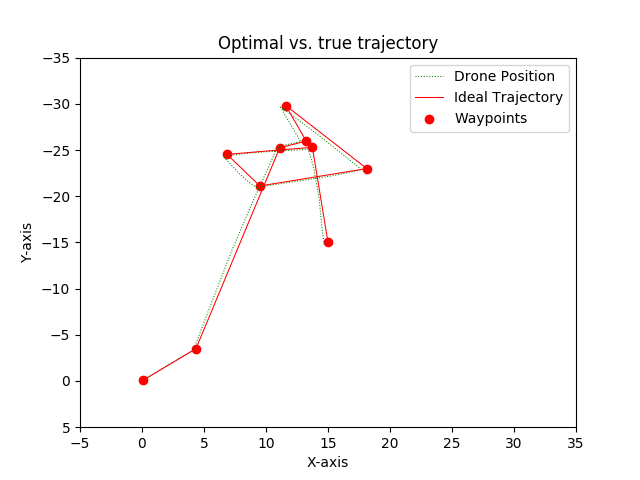 Optimal vs. true trajectory
Drone Position
Ideal Trajectory
Waypoints
Y-axis
−35
−30
−25
−20
−15
−10
−5
0
5
−5 0 5 10 15 20 25 30 35
X-axis